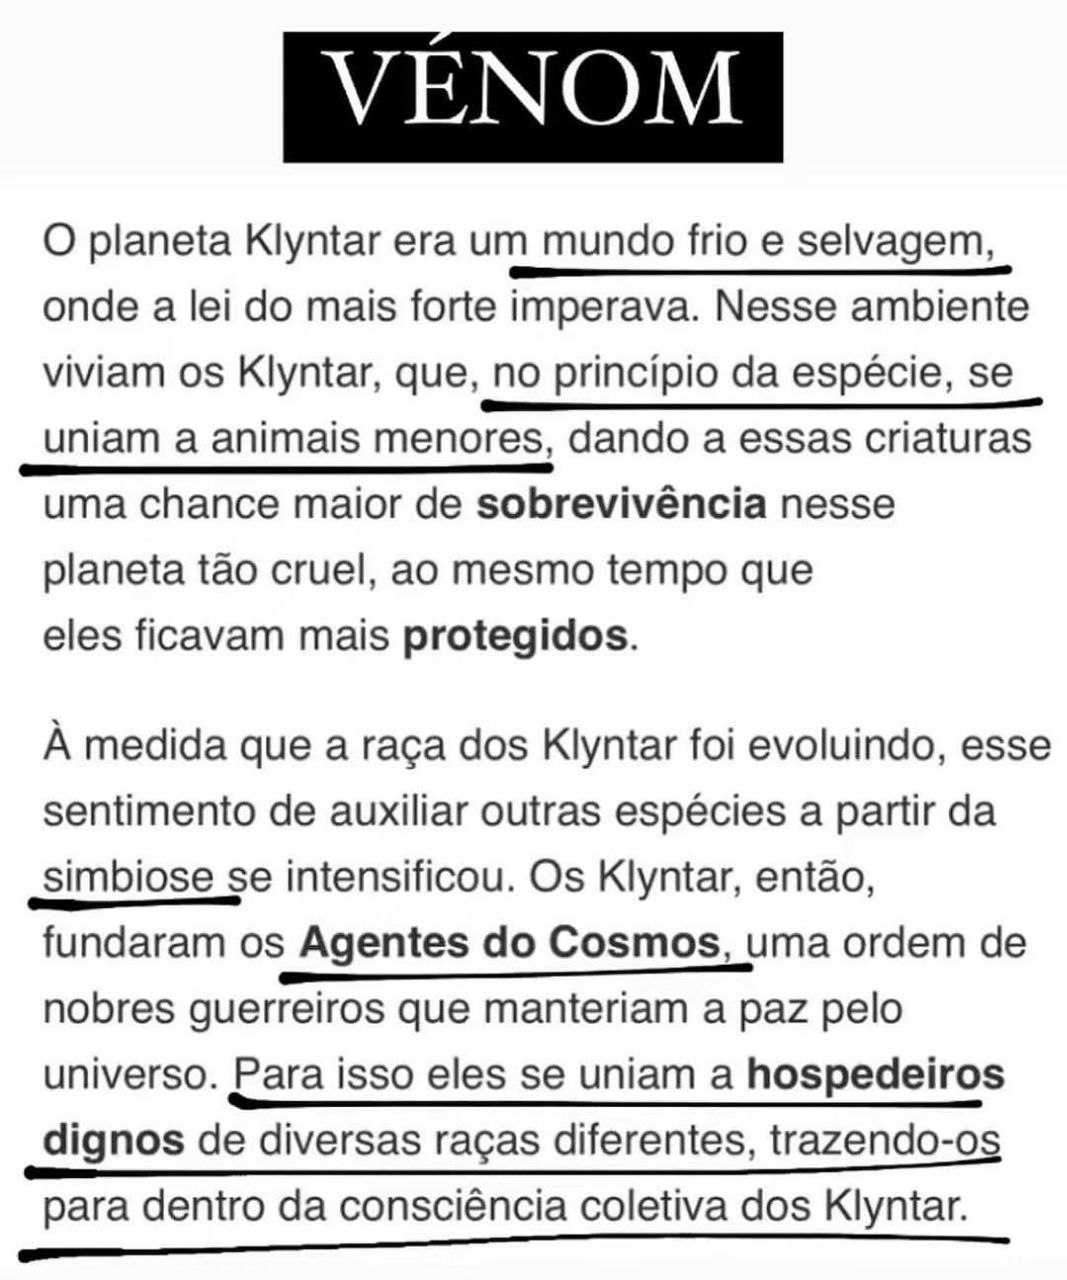 VÉNOM
O planeta Klyntar era um mundo frio e selvagem,
onde a lei do mais forte imperava. Nesse ambiente
viviam os Klyntar, que, no princípio da espécie, se
uniam a animais menores, dando a essas criaturas
uma chance maior de sobrevivência nesse
planeta tão cruel, ao mesmo tempo que
eles ficavam mais protegidos.
À medida que a raça dos Klyntar foi evoluindo, esse
sentimento de auxiliar outras espécies a partir da
simbiose se intensificou. Os Klyntar, então,
fundaram os Agentes do Cosmos, uma ordem de
nobres guerreiros que manteriam a paz pelo
universo. Para isso eles se uniam a hospedeiros
dignos de diversas raças diferentes, trazendo-os
para dentro da consciência coletiva dos Klyntar.